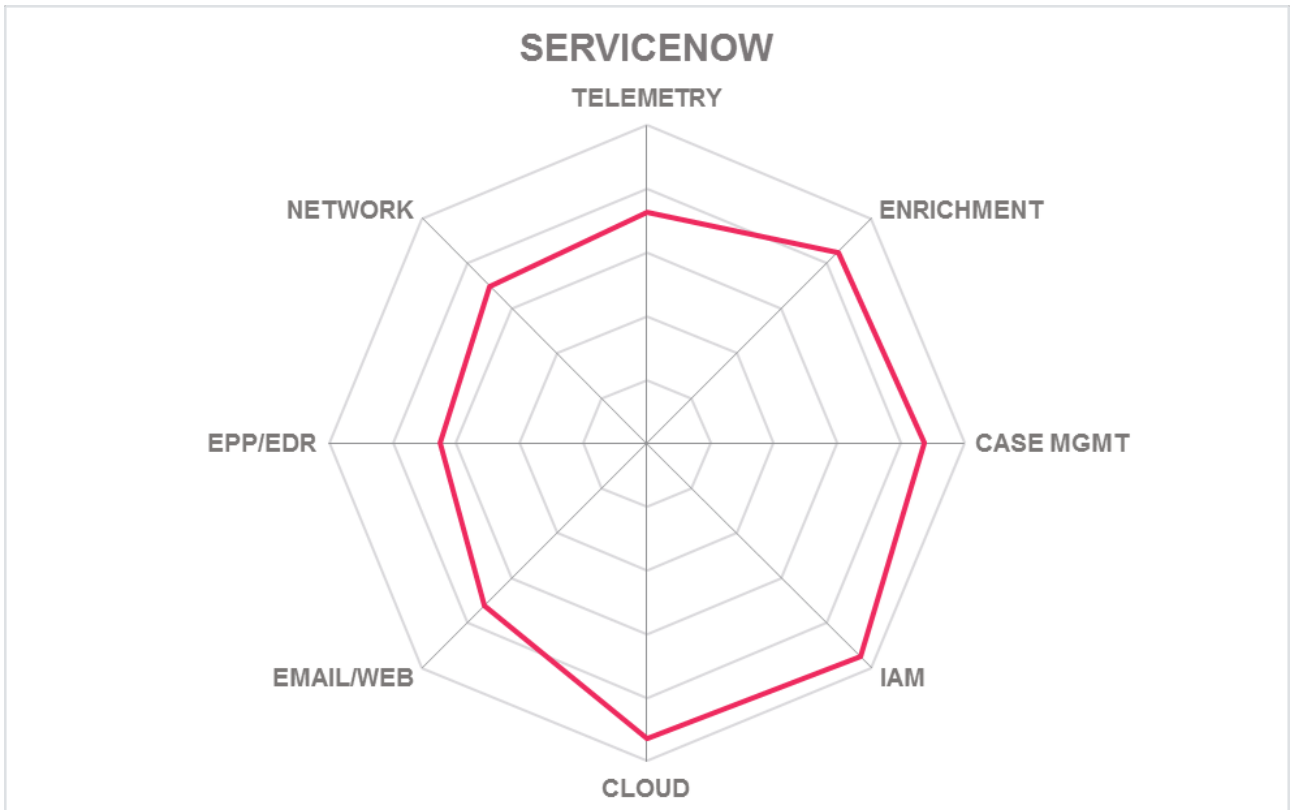 SERVICENOW
TELEMETRY
NETWORK
ENRICHMENT
EPP/EDR
CASE MGMT
EMAIL/WEB
IAM
CLOUD